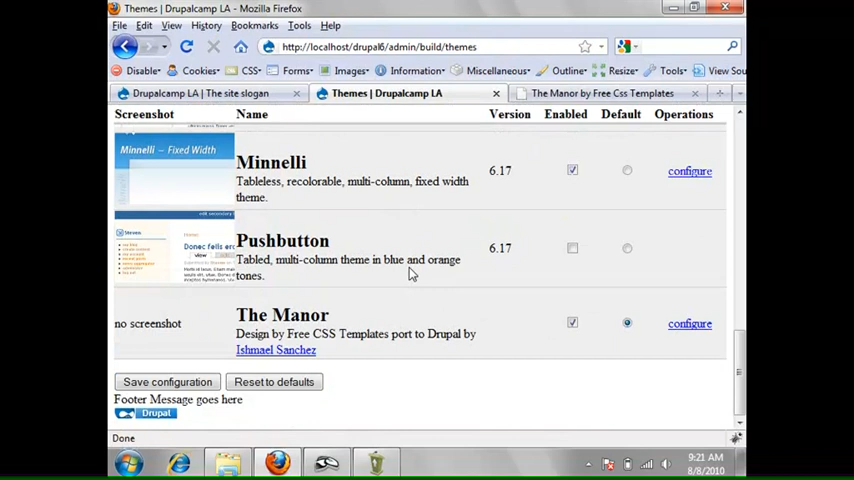 Themes | Drupalcamp LA - Mozilla Firefox
File Edit View History Bookmarks Tools Help
http://localhost/drupal6/admin/build/themes
Disable Cookies CSS Forms Images Information Miscellaneous Outline Resize Tools View Sou
Drupalcamp LA | The site slogan
Themes | Drupalcamp LA
The Manor by Free Css Templates
Screenshot Name Version Enabled Default Operations
Minnelli – Fixed Width
Minnelli
Tableless, recolorable, multi-column, fixed width
theme.
6.17
configure
Donec felis ero
view
Pushbutton
Tabled, multi-column theme in blue and orange
tones.
6.17
no screenshot
The Manor
Design by Free CSS Templates port to Drupal by
Ishmael Sanchez
configure
Save configuration Reset to defaults
Footer Message goes here
Drupal
Done
9:21 AM
8/8/2010